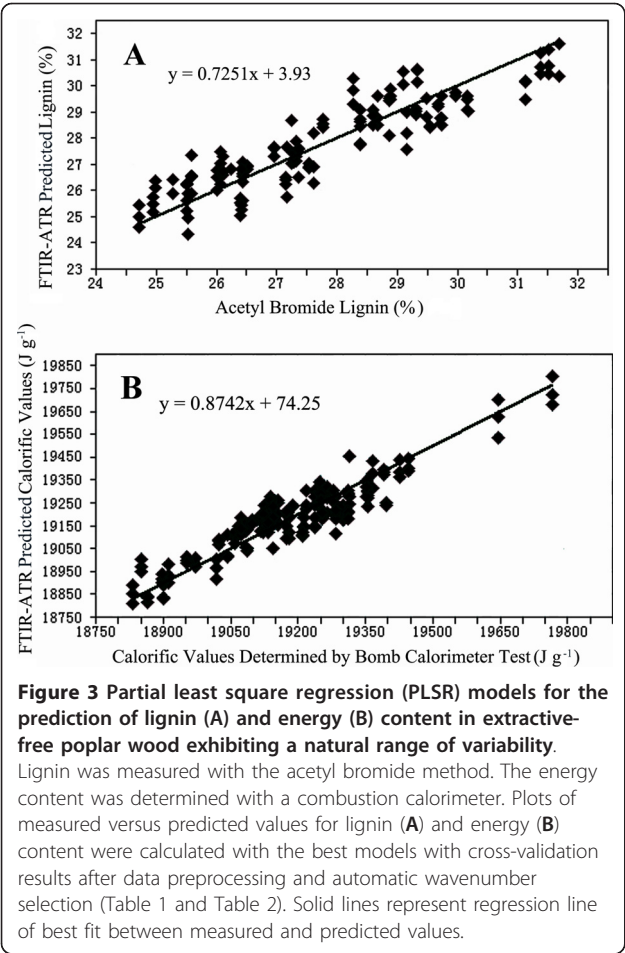 A
y = 0.7251x + 3.93
FTIR-ATR Predicted Lignin (%)
32
31
30
29
28
27
26
25
24
23
24 25 26 27 28 29 30 31 32
Acetyl Bromide Lignin (%)
B
y = 0.8742x + 74.25
FTIR-ATR Predicted Calorific Values (J g⁻¹)
19850
19750
19650
19550
19450
19350
19250
19150
19050
18950
18850
18750
18750 18900 19050 19200 19350 19500 19650 19800
Calorific Values Determined by Bomb Calorimeter Test (J g⁻¹)
Figure 3 Partial least square regression (PLSR) models for the
prediction of lignin (A) and energy (B) content in extractive-
free poplar wood exhibiting a natural range of variability.
Lignin was measured with the acetyl bromide method. The energy
content was determined with a combustion calorimeter. Plots of
measured versus predicted values for lignin (A) and energy (B)
content were calculated with the best models with cross-validation
results after data preprocessing and automatic wavenumber
selection (Table 1 and Table 2). Solid lines represent regression line
of best fit between measured and predicted values.